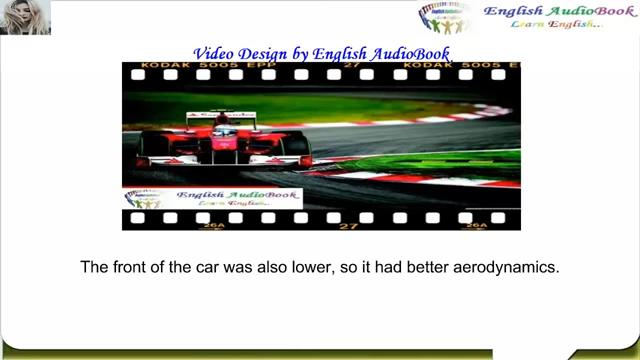 English AudioBook
Learn English...
Video Design by English AudioBook
KODAK 5005 EPP
27
KODAK 5005 E
Santander
English AudioBook
Learn English...
26A
27
26A
The front of the car was also lower, so it had better aerodynamics.